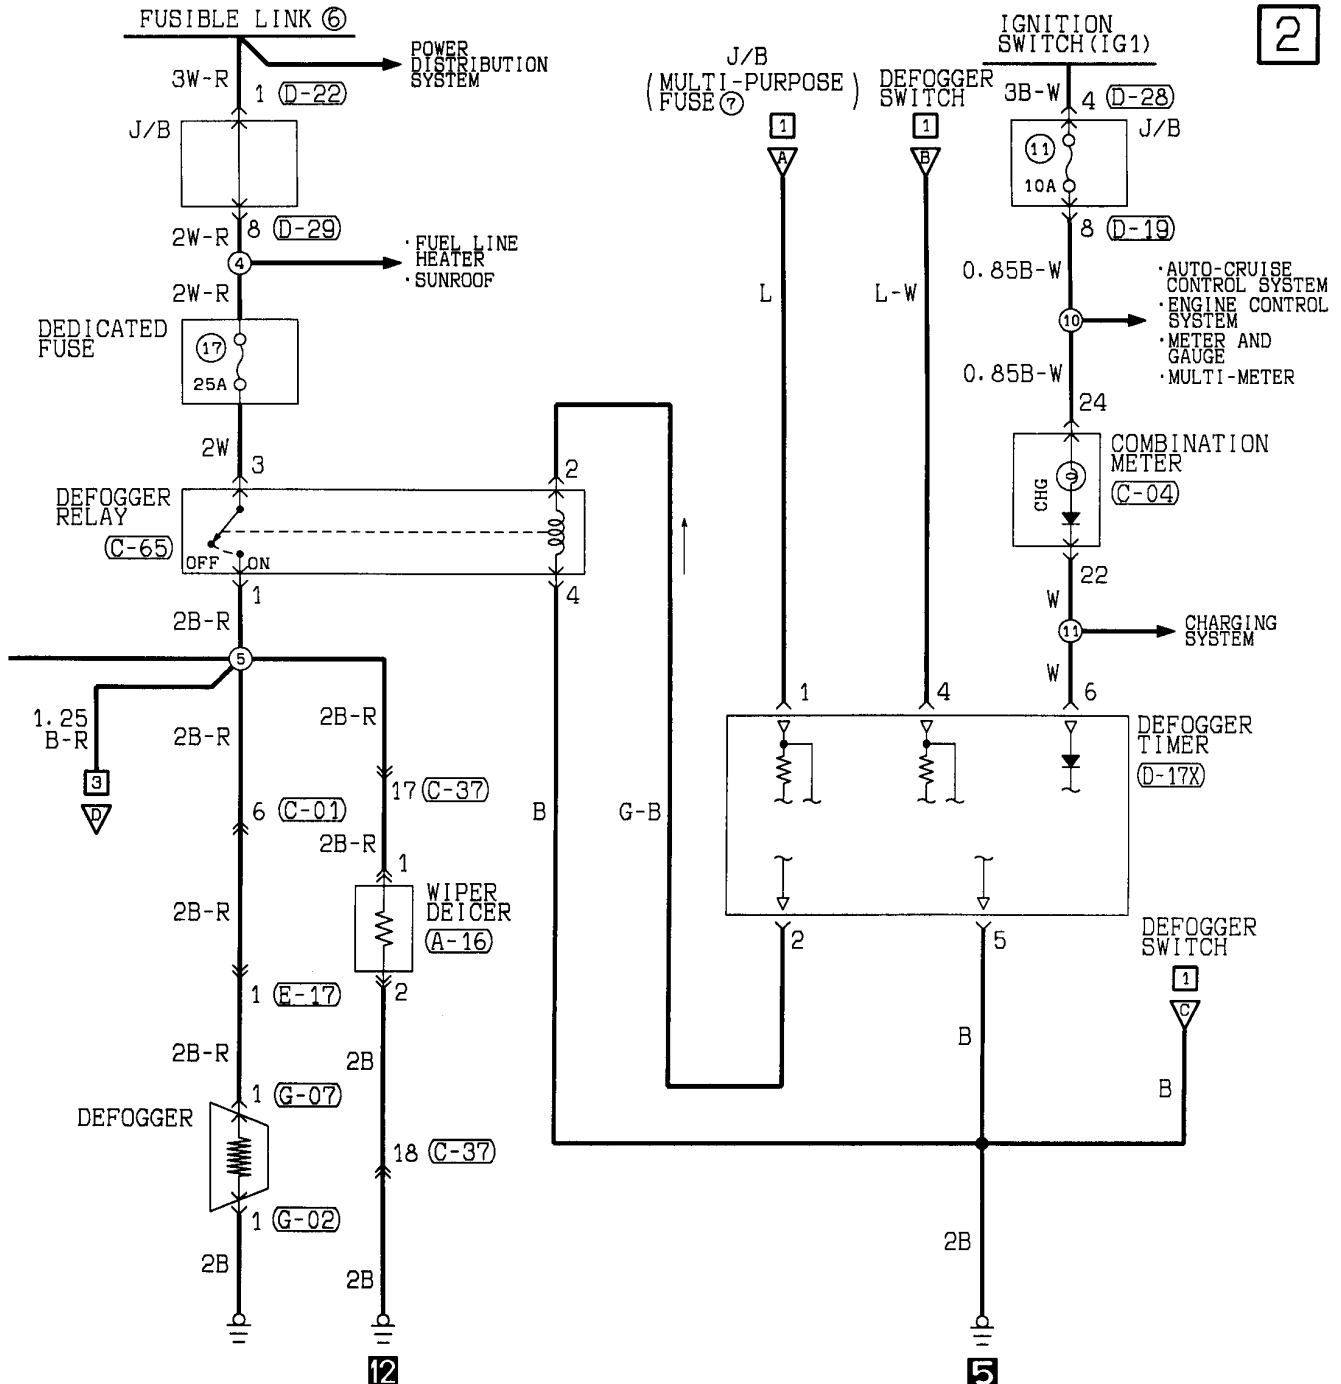 FUSIBLE LINK ⑥
IGNITION
SWITCH(IG1)
2
POWER
DISTRIBUTION
SYSTEM
3W-R
1 D-22
J/B
J/B
(MULTI-PURPOSE
FUSE⑦ )
DEFOGGER
SWITCH
3B-W
4 D-28
J/B
1
A
1
B
11
10A
8 D-29
2W-R
4
· FUEL LINE
HEATER
· SUNROOF
2W-R
8 D-19
0.85B-W
L
L-W
10
· AUTO-CRUISE
CONTROL SYSTEM
· ENGINE CONTROL
SYSTEM
· METER AND
GAUGE
· MULTI-METER
DEDICATED
FUSE
17
25A
0.85B-W
24
2W
3
2
COMBINATION
METER
C-04
CHG
DEFOGGER
RELAY
C-65
OFF
ON
1
4
22
W
2B-R
5
11
CHARGING
SYSTEM
W
1.25
B-R
2B-R
2B-R
1
4
6
DEFOGGER
TIMER
D-17X
3
D
17 C-37
6 C-01
B
G-B
2B-R
1
WIPER
DEICER
A-16
2B-R
2
2
5
DEFOGGER
SWITCH
1
C
1 E-17
2B-R
2B
B
B
1 G-07
DEFOGGER
18 C-37
1 G-02
2B
2B
2B
12
5